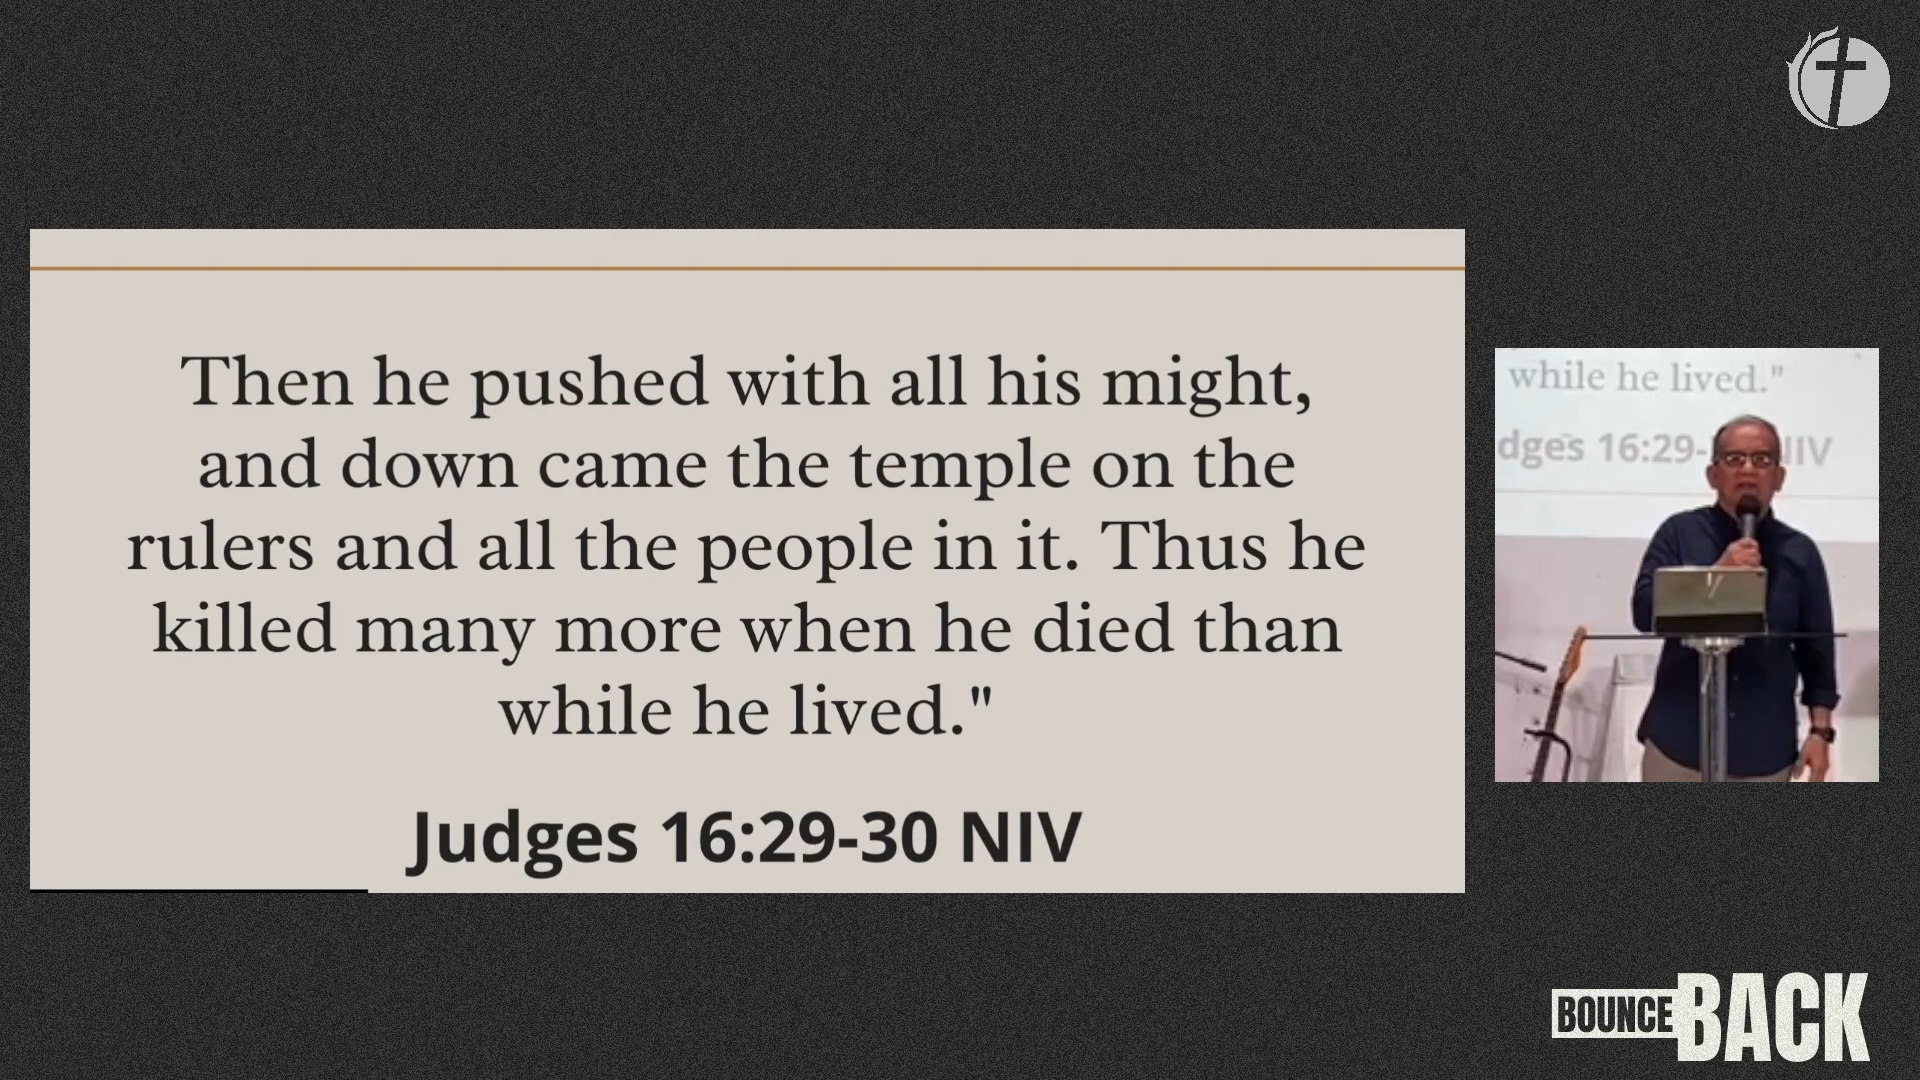 Then he pushed with all his might,
and down came the temple on the
rulers and all the people in it. Thus he
killed many more when he died than
while he lived."
Judges 16:29-30 NIV
while he lived."
dges 16:29- NIV
BOUNCE BACK